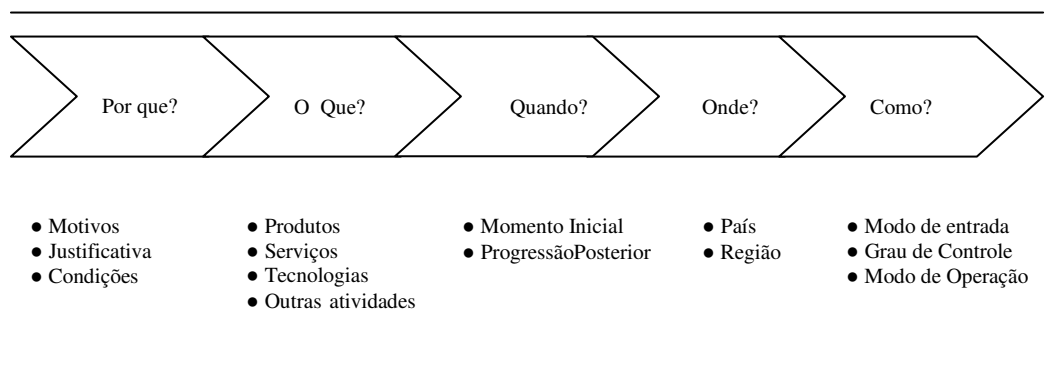 Por que?
O Que?
Quando?
Onde?
Como?
● Motivos
● Justificativa
● Condições
● Produtos
● Serviços
● Tecnologias
● Outras atividades
● Momento Inicial
● ProgressãoPosterior
● País
● Região
● Modo de entrada
● Grau de Controle
● Modo de Operação